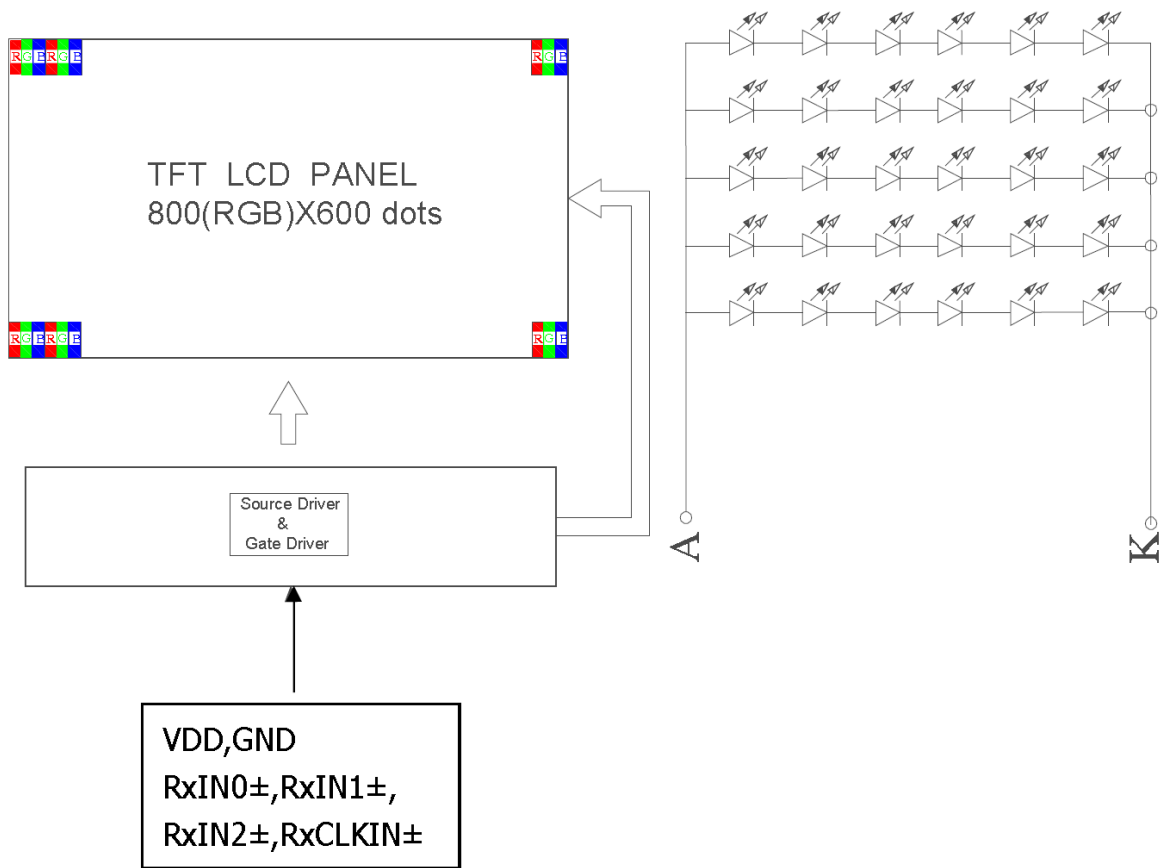 RGBRGB RGB
TFT LCD PANEL
800(RGB)X600 dots
RGBRGB RGB
Source Driver
&
Gate Driver
A K
VDD,GND
RxIN0±,RxIN1±,
RxIN2±,RxCLKIN±